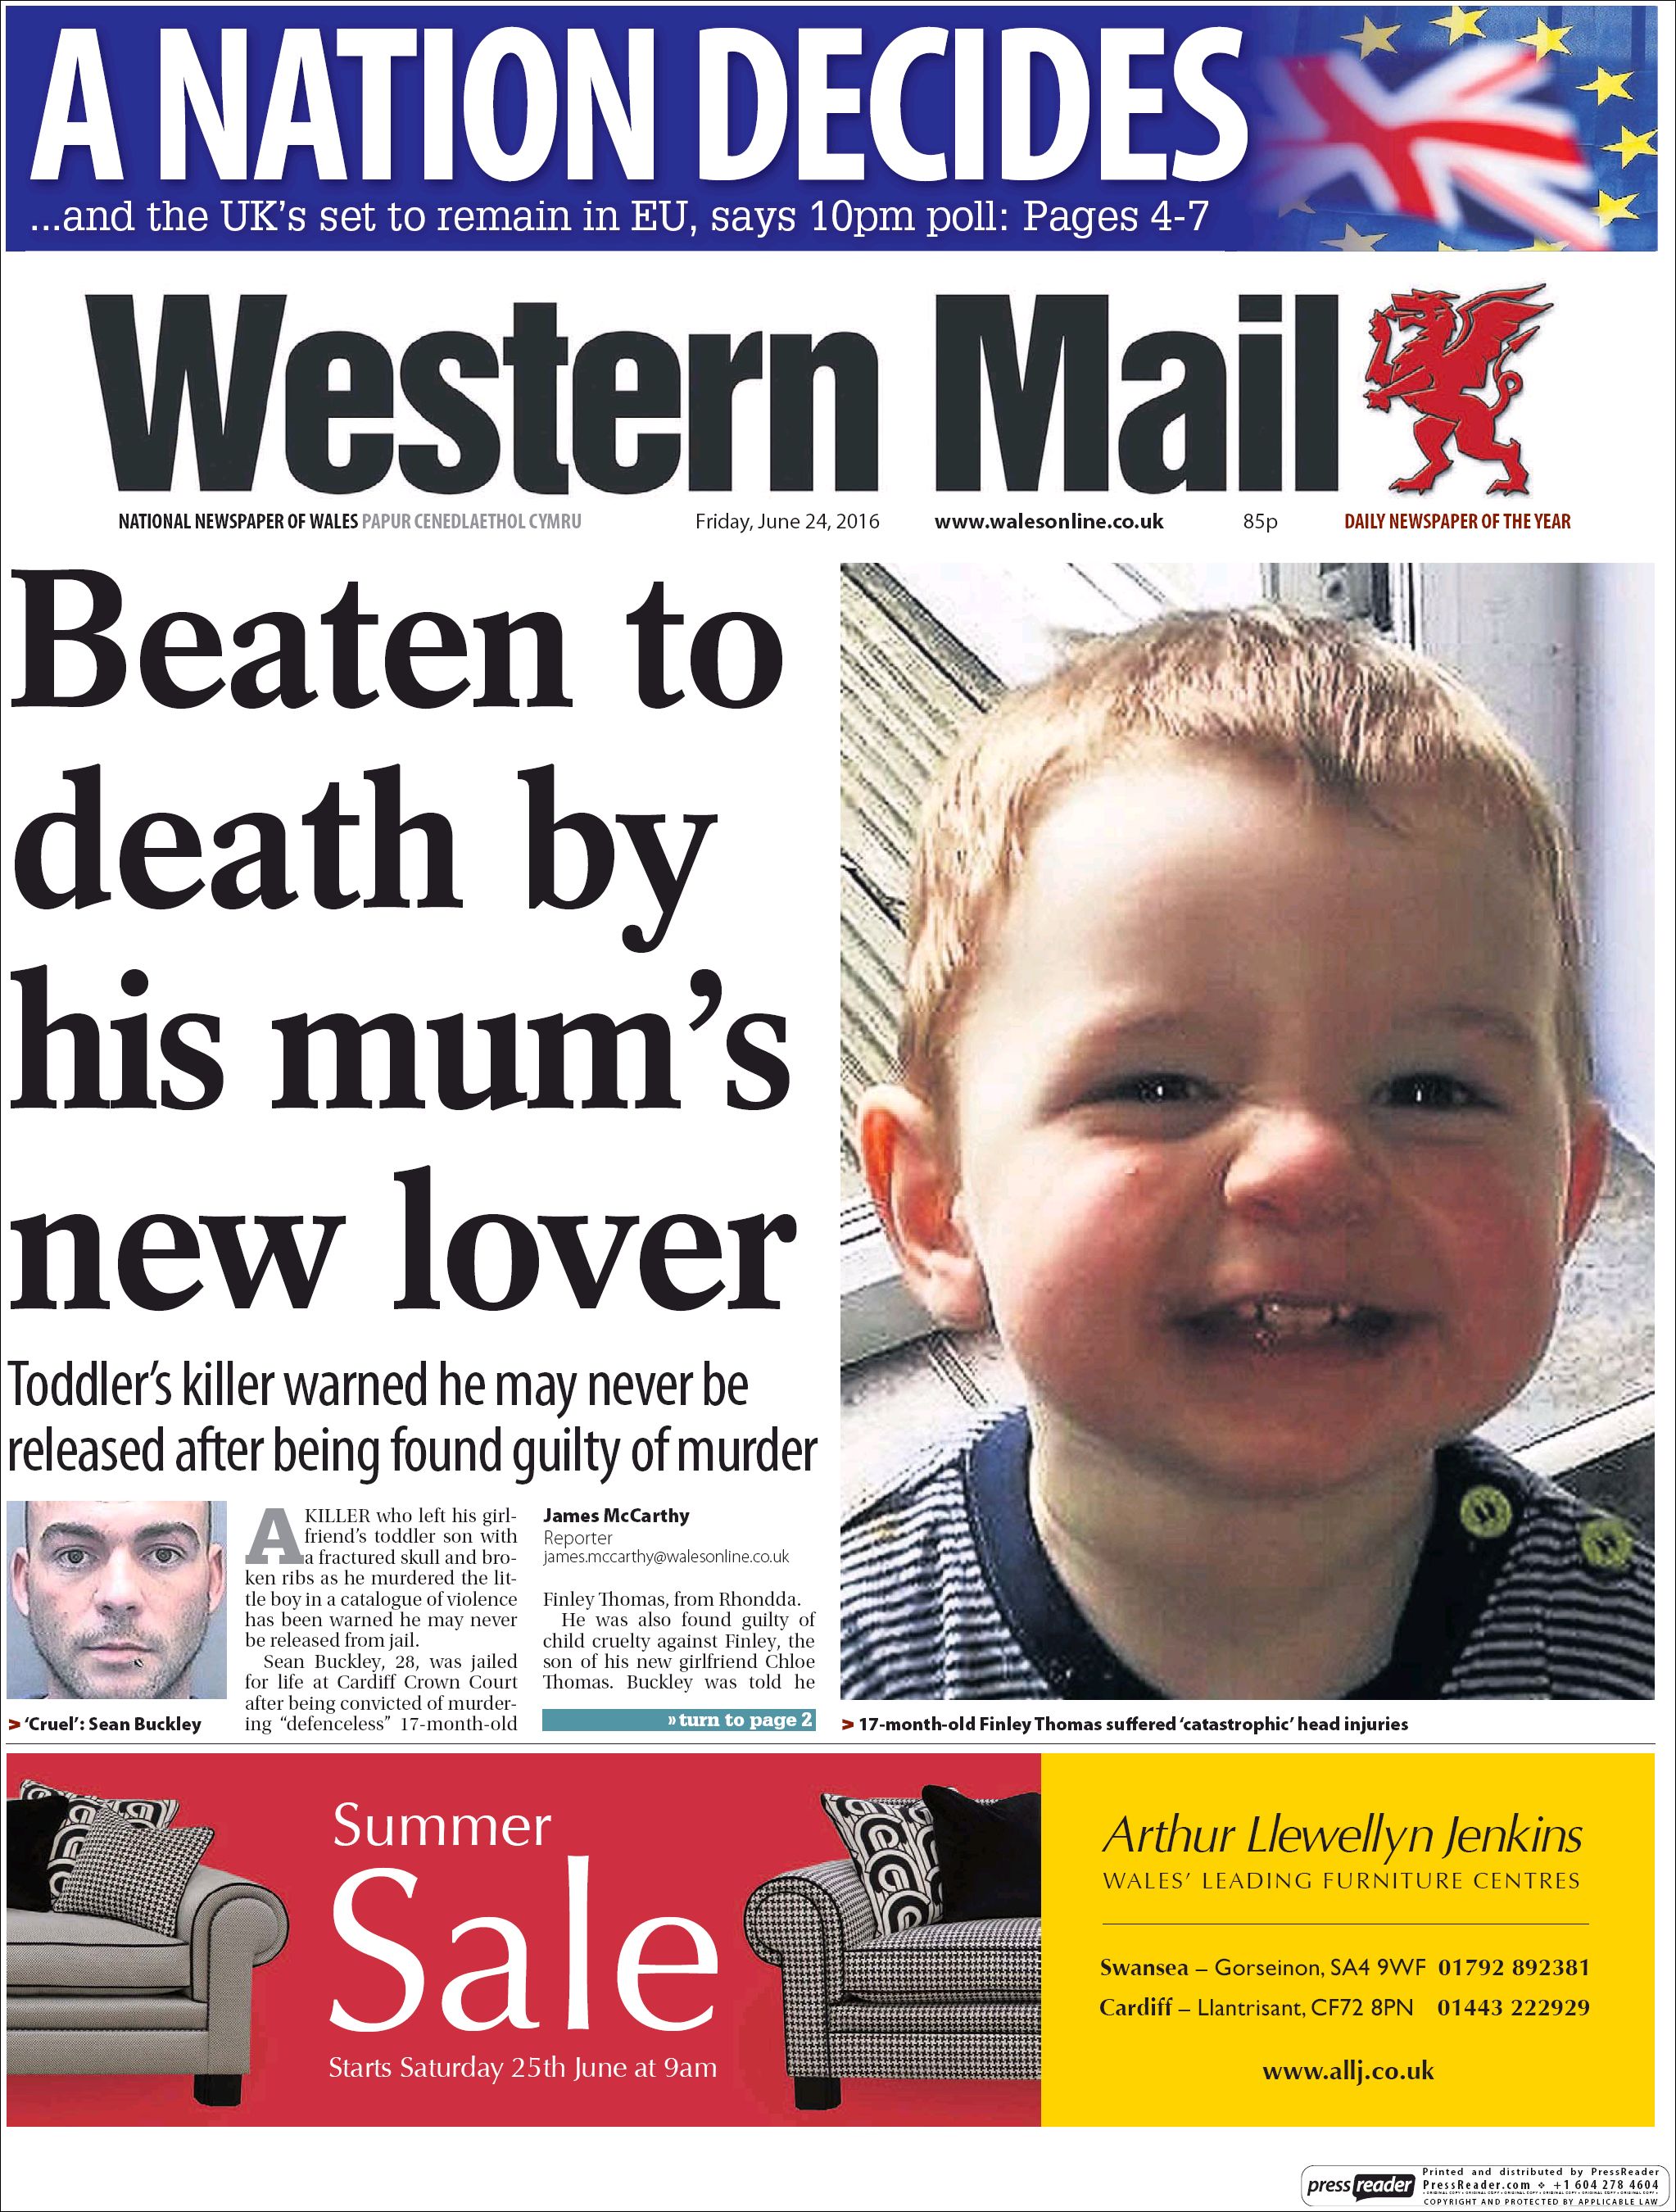 A NATION DECIDES
...and the UK's set to remain in EU, says 10pm poll: Pages 4-7
Western Mail
NATIONAL NEWSPAPER OF WALES PAPUR CENEDLAETHOL CYMRU
Friday, June 24, 2016
www.walesonline.co.uk
85p
DAILY NEWSPAPER OF THE YEAR
Beaten to
death by
his mum's
new lover
Toddler's killer warned he may never be
released after being found guilty of murder
> 'Cruel': Sean Buckley
A KILLER who left his girl-
friend's toddler son with
a fractured skull and bro-
ken ribs as he murdered the lit-
tle boy in a catalogue of violence
has been warned he may never
be released from jail.
Sean Buckley, 28, was jailed
for life at Cardiff Crown Court
after being convicted of murder-
ing "defenceless" 17-month-old
James McCarthy
Reporter
james.mccarthy@walesonline.co.uk
Finley Thomas, from Rhondda.
He was also found guilty of
child cruelty against Finley, the
son of his new girlfriend Chloe
Thomas. Buckley was told he
» turn to page 2
> 17-month-old Finley Thomas suffered 'catastrophic' head injuries
Summer
Sale
Starts Saturday 25th June at 9am
Arthur Llewellyn Jenkins
WALES' LEADING FURNITURE CENTRES
Swansea – Gorseinon, SA4 9WF 01792 892381
Cardiff – Llantrisant, CF72 8PN 01443 222929
www.allj.co.uk
pressreader
Printed and distributed by PressReader
PressReader.com ❖ +1 604 278 4604
COPYRIGHT AND PROTECTED BY APPLICABLE LAW